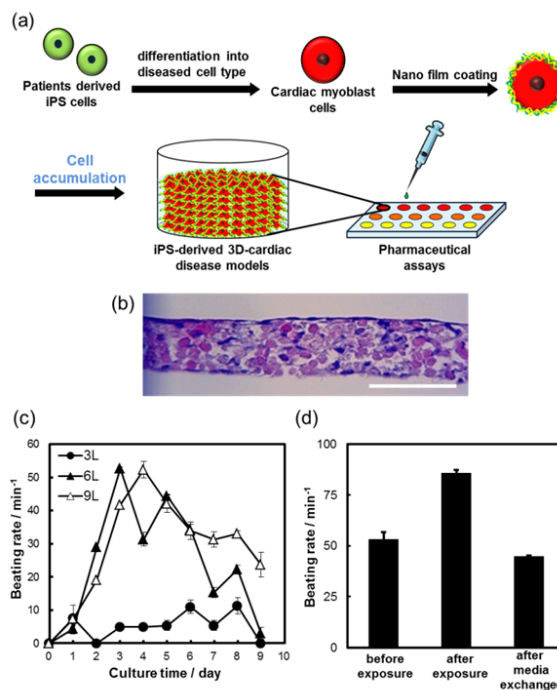 (a)
Patients derived
iPS cells
differentiation into
diseased cell type
Cardiac myoblast
cells
Nano film coating
Cell
accumulation
iPS-derived 3D-cardiac
disease models
Pharmaceutical
assays
(b)
(c)
60
50
40
30
20
10
0
Beating rate / min⁻¹
3L
6L
9L
0 1 2 3 4 5 6 7 8 9 10
Culture time / day
(d)
100
75
50
25
0
Beating rate / min⁻¹
before
exposure
after
exposure
after
media
exchange